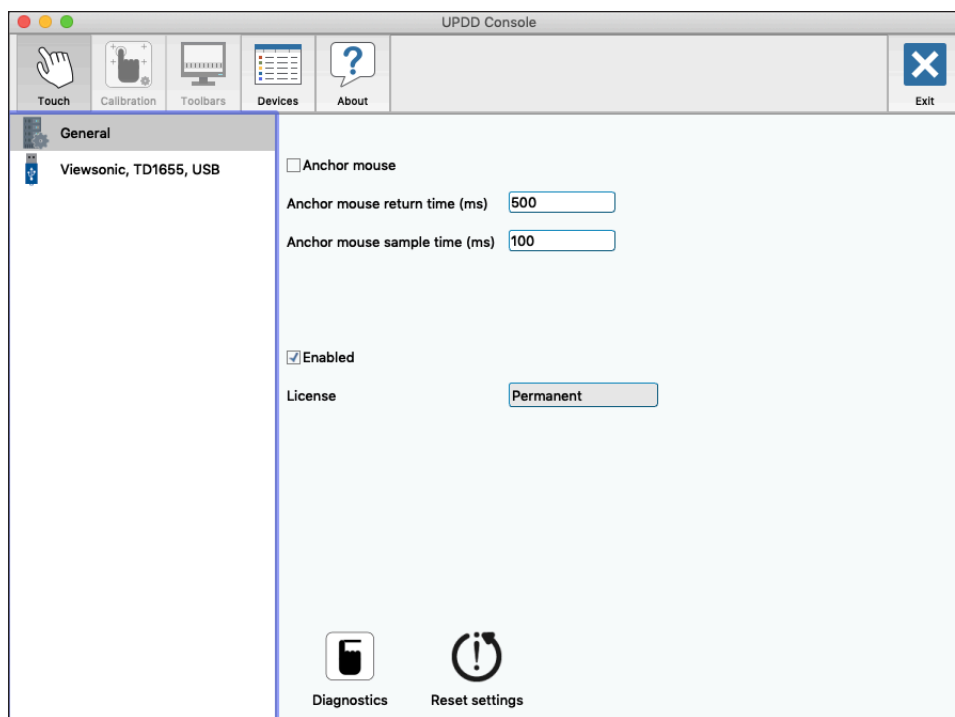 UPDD Console
Touch Calibration Toolbars Devices About Exit
General
Viewsonic, TD1655, USB
Anchor mouse
Anchor mouse return time (ms) 500
Anchor mouse sample time (ms) 100
Enabled
License Permanent
Diagnostics Reset settings